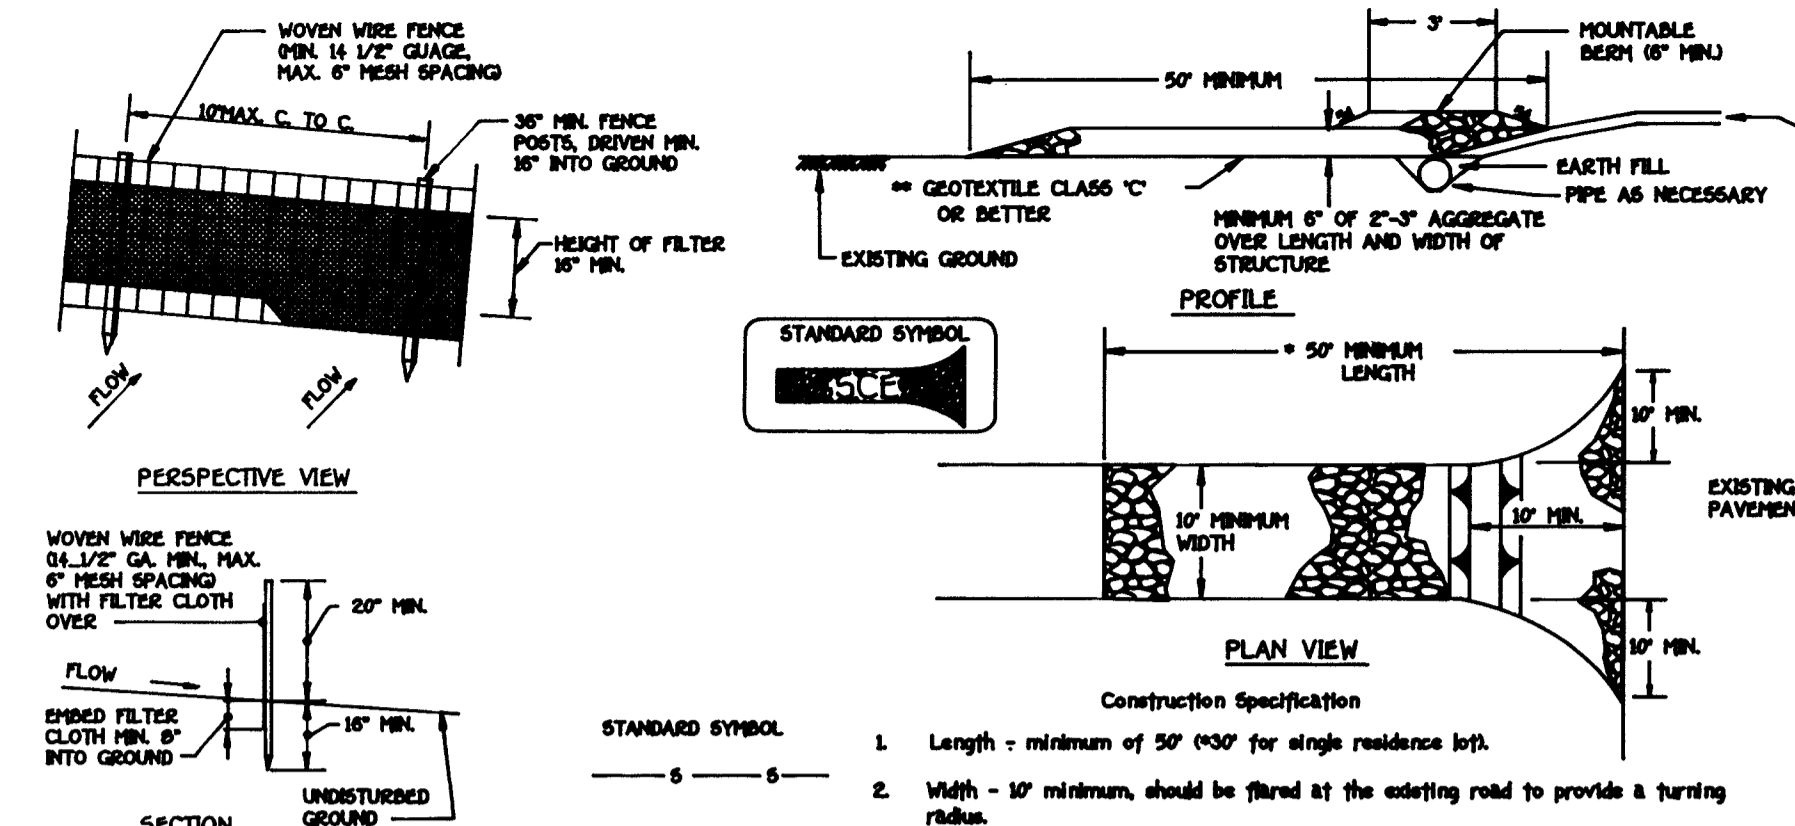 WOVEN WIRE FENCE
(MIN. 14 1/2" GUAGE,
MAX. 6" MESH SPACING)
10'MAX. C. TO C.
36" MIN. FENCE
POSTS, DRIVEN MIN.
16" INTO GROUND
HEIGHT OF FILTER
16" MIN.
FLOW
FLOW
PERSPECTIVE VIEW
WOVEN WIRE FENCE
(14 1/2" GA. MIN., MAX.
6" MESH SPACING)
WITH FILTER CLOTH
OVER
20" MIN.
FLOW
EMBED FILTER
CLOTH MIN. 8"
INTO GROUND
16" MIN.
UNDISTURBED
GROUND
SECTION
STANDARD SYMBOL
S S
3'
MOUNTABLE
BERM (6" MIN.)
50' MINIMUM
** GEOTEXTILE CLASS 'C'
OR BETTER
EARTH FILL
PIPE AS NECESSARY
MINIMUM 6" OF 2"-3" AGGREGATE
OVER LENGTH AND WIDTH OF
STRUCTURE
EXISTING GROUND
PROFILE
STANDARD SYMBOL
SCE
* 50' MINIMUM
LENGTH
10' MIN.
EXISTING
PAVEMEN
10' MINIMUM
WIDTH
10' MIN.
10' MIN.
PLAN VIEW
Construction Specification
1. Length - minimum of 50' (*30' for single residence lot).
2. Width - 10' minimum, should be flared at the existing road to provide a turning
radius.